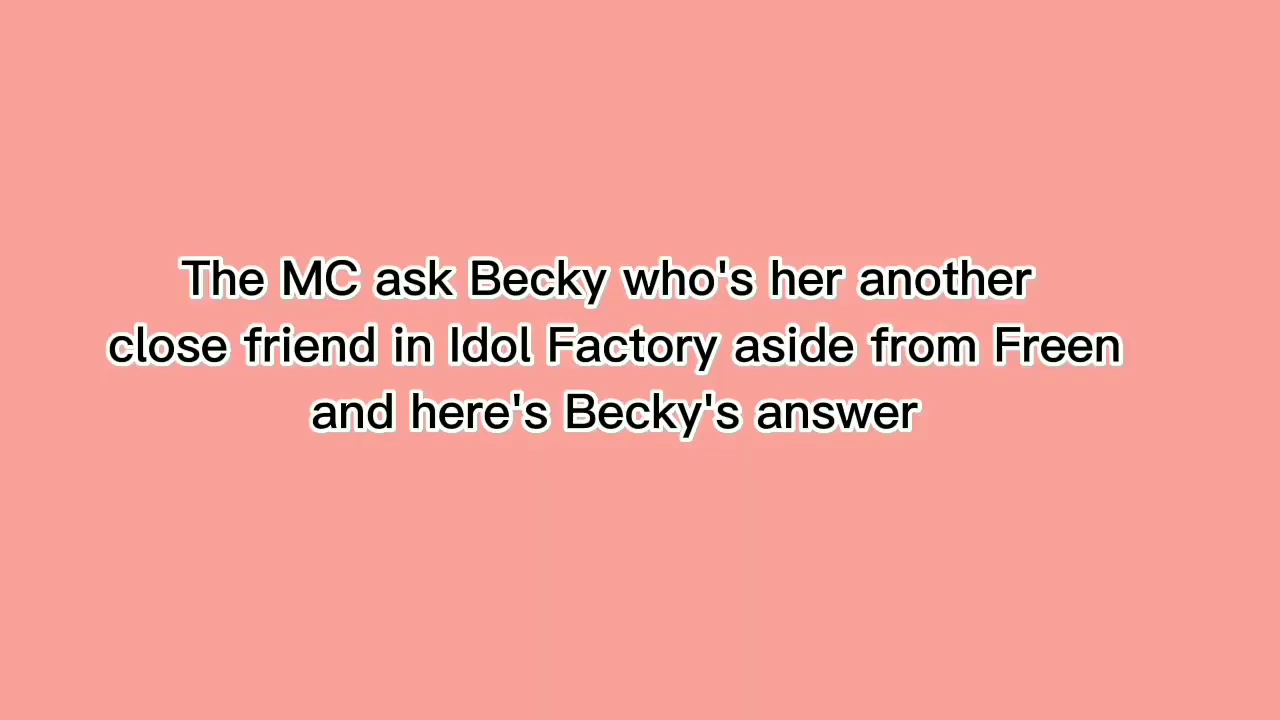 The MC ask Becky who's her another
close friend in Idol Factory aside from Freen
and here's Becky's answer